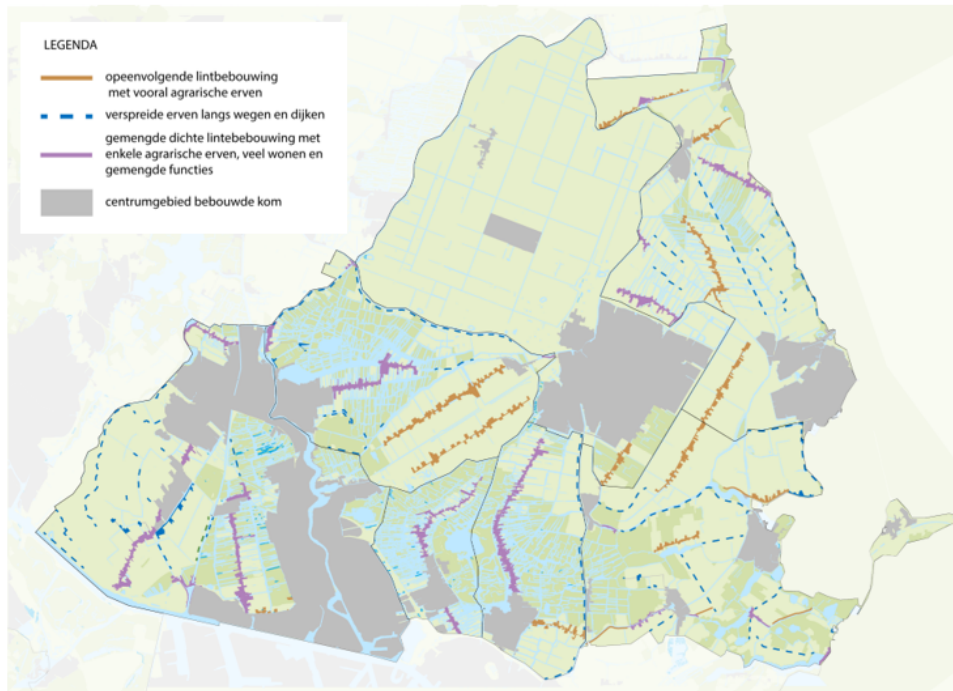 LEGENDA
opeenvolgende lintbebouwing
met vooral agrarische erven
verspreide erven langs wegen en dijken
gemengde dichte lintebebouwing met
enkele agrarische erven, veel wonen en
gemengde functies
centrumgebied bebouwde kom